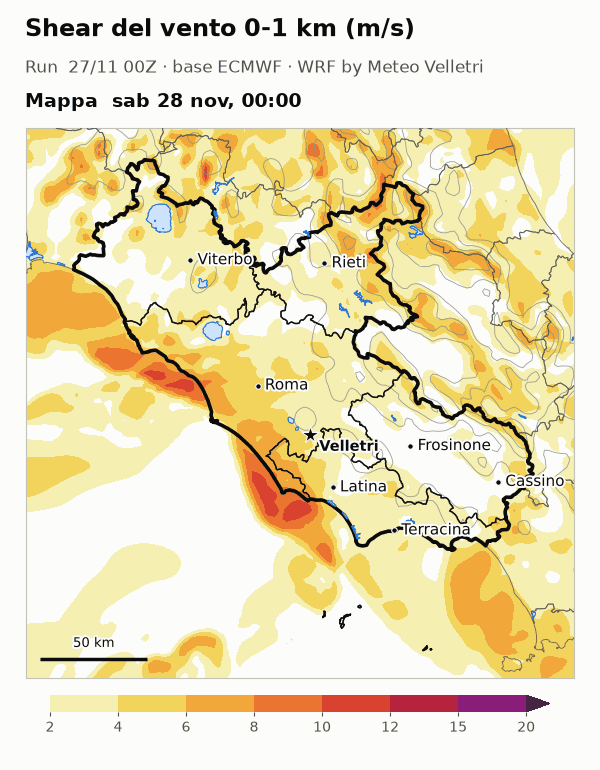 Shear del vento 0-1 km (m/s)
Run  27/11 00Z · base ECMWF · WRF by Meteo Velletri
Mappa  sab 28 nov, 00:00
Viterbo
Rieti
Roma
Velletri
Frosinone
Cassino
Latina
Terracina
50 km
2 4 6 8 10 12 15 20